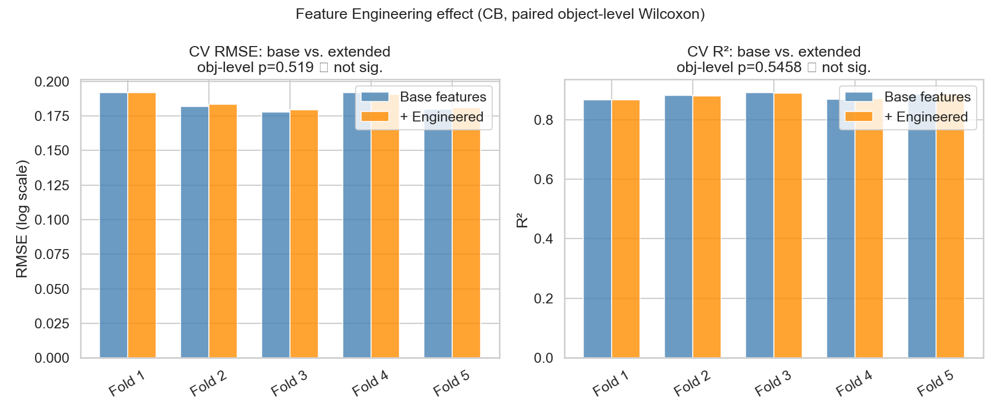 Feature Engineering effect (CB, paired object-level Wilcoxon)
CV RMSE: base vs. extended
obj-level p=0.519 □ not sig.
RMSE (log scale)
0.200
0.175
0.150
0.125
0.100
0.075
0.050
0.025
0.000
Base features
+ Engineered
Fold 1
Fold 2
Fold 3
Fold 4
Fold 5
CV R²: base vs. extended
obj-level p=0.5458 □ not sig.
R²
0.8
0.6
0.4
0.2
0.0
Base features
+ Engineered
Fold 1
Fold 2
Fold 3
Fold 4
Fold 5